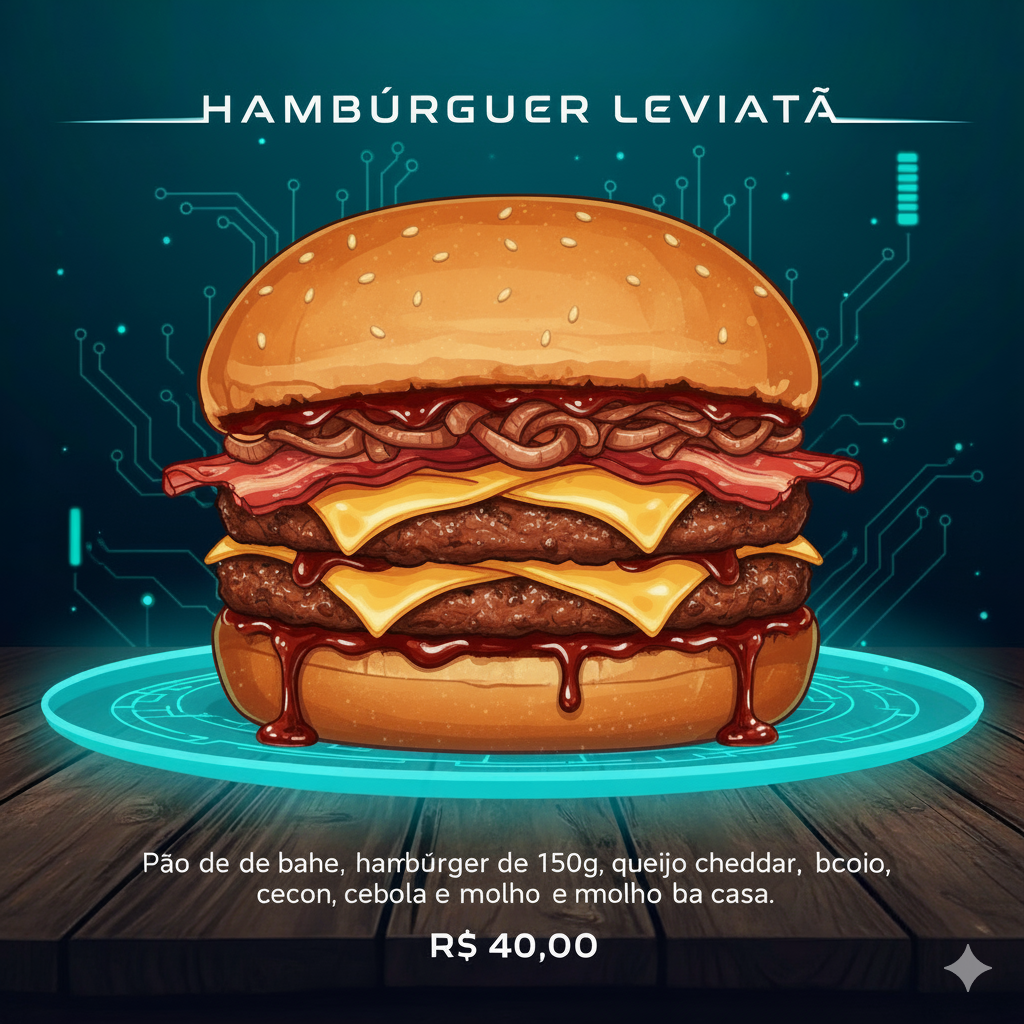 HAMBÚRGUER LEVIATÃ
Pão de de bahe, hambúrger de 150g, queijo cheddar, bcoio,
cecon, cebola e molho e mmolho ba casa.
R$ 40,00